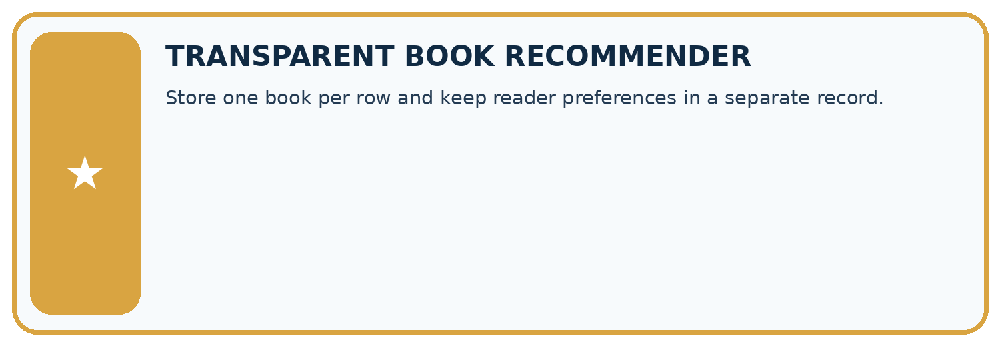 TRANSPARENT BOOK RECOMMENDER
Store one book per row and keep reader preferences in a separate record.